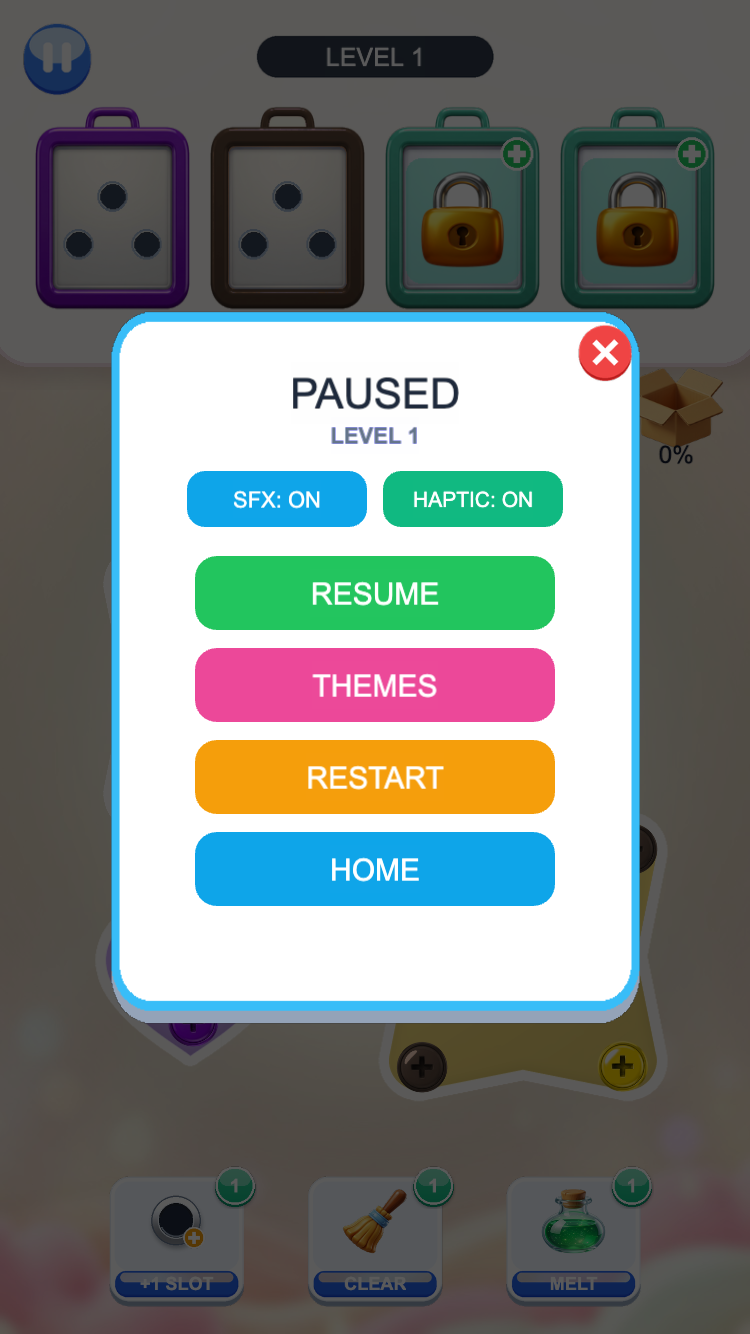 LEVEL 1
0%
PAUSED
LEVEL 1
SFX: ON
HAPTIC: ON
RESUME
THEMES
RESTART
HOME
1
1
1
+1 SLOT
CLEAR
MELT